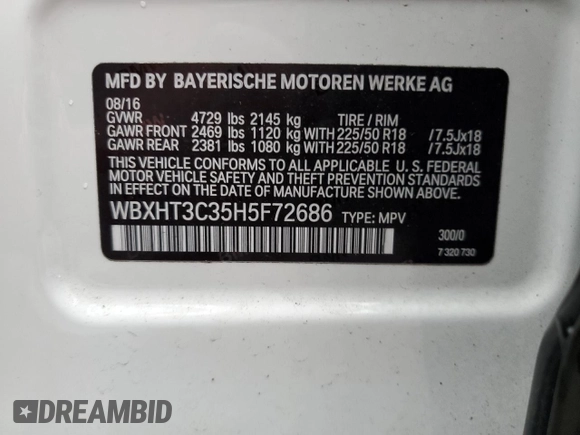 MFD BY BAYERISCHE MOTOREN WERKE AG
08/16
GVWR 4729 lbs 2145 kg TIRE / RIM
GAWR FRONT 2469 lbs 1120 kg WITH 225/50 R18 /7.5Jx18
GAWR REAR 2381 lbs 1080 kg WITH 225/50 R18 /7.5Jx18
THIS VEHICLE CONFORMS TO ALL APPLICABLE U. S. FEDERAL
MOTOR VEHICLE SAFETY AND THEFT PREVENTION STANDARDS
IN EFFECT ON THE DATE OF MANUFACTURE SHOWN ABOVE.
WBXHT3C35H5F72686 TYPE: MPV
300/0
7 320 730
DREAMBID